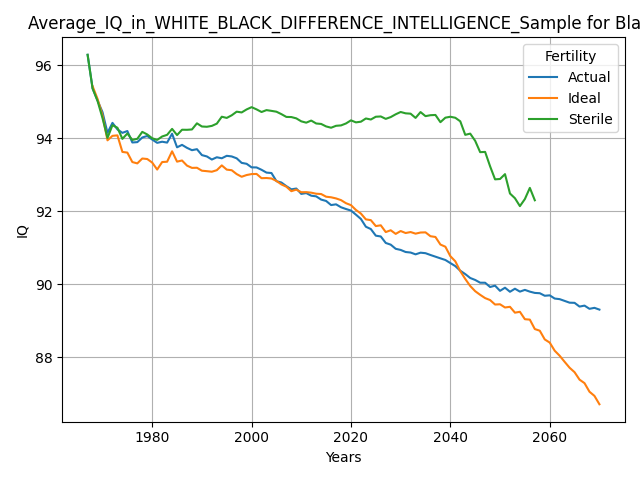 Average_IQ_in_WHITE_BLACK_DIFFERENCE_INTELLIGENCE_Sample for Bla
Fertility
Actual
Ideal
Sterile
96
94
92
90
88
IQ
1980
2000
2020
2040
2060
Years